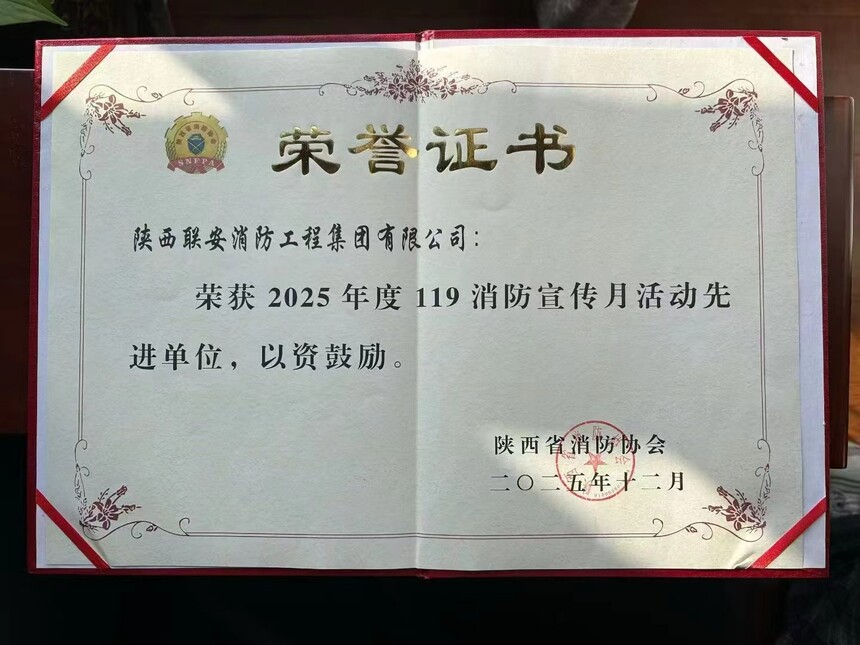 SNFPA
荣誉证书
陕西联安消防工程集团有限公司：
荣获 2025 年度 119 消防宣传月活动先
进单位，以资鼓励。
陕西省消防协会
二〇二五年十二月